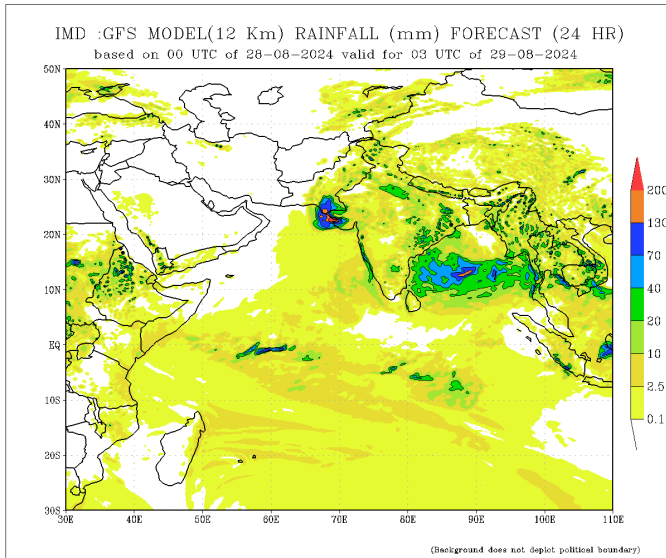 IMD :GFS MODEL(12 Km) RAINFALL (mm) FORECAST (24 HR)
based on 00 UTC of 28-08-2024 valid for 03 UTC of 29-08-2024
50N
40N
30N
20N
10N
EQ
10S
20S
30S
30E 40E 50E 60E 70E 80E 90E 100E 110E
200
130
70
40
20
10
2.5
0.1
(Background does not depict political boundary)